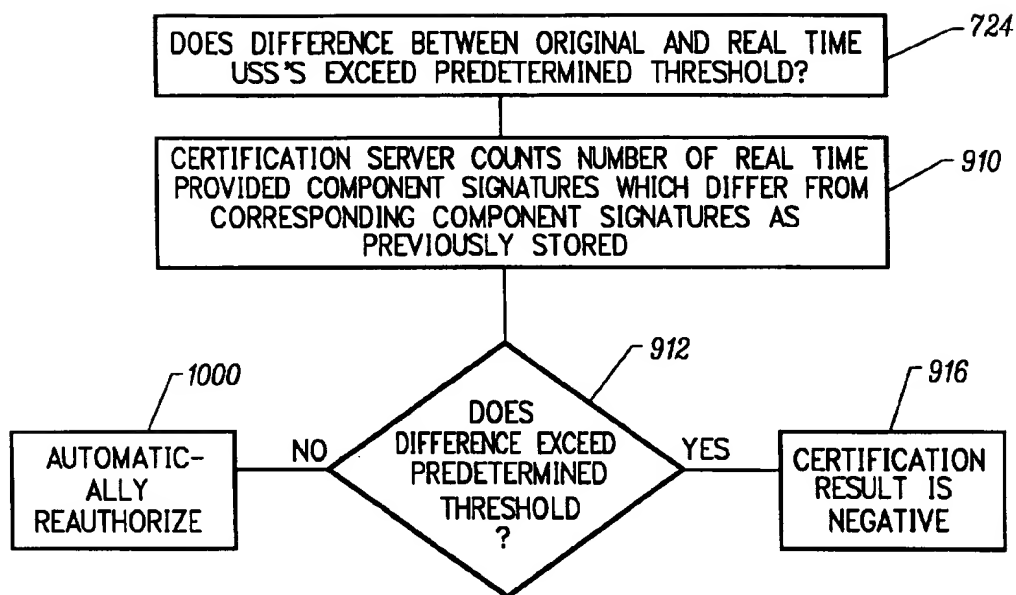 DOES DIFFERENCE BETWEEN ORIGINAL AND REAL TIME
USS'S EXCEED PREDETERMINED THRESHOLD?
724
CERTIFICATION SERVER COUNTS NUMBER OF REAL TIME
PROVIDED COMPONENT SIGNATURES WHICH DIFFER FROM
CORRESPONDING COMPONENT SIGNATURES AS
PREVIOUSLY STORED
910
912
DOES
DIFFERENCE EXCEED
PREDETERMINED
THRESHOLD
?
NO
YES
1000
AUTOMATIC-
ALLY
REAUTHORIZE
916
CERTIFICATION
RESULT IS
NEGATIVE